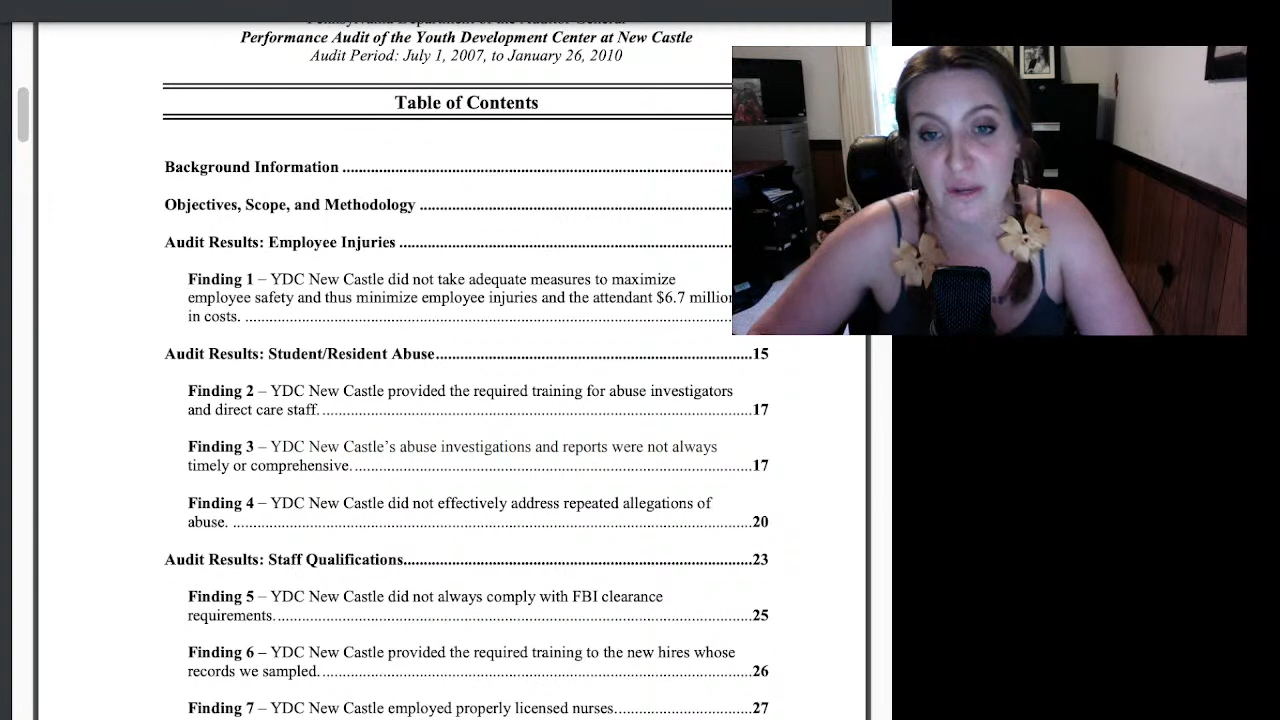 Pennsylvania Department of the Auditor General
Performance Audit of the Youth Development Center at New Castle
Audit Period: July 1, 2007, to January 26, 2010
Table of Contents
Background Information ..........................................................................................
Objectives, Scope, and Methodology ........................................................................
Audit Results: Employee Injuries .............................................................................
Finding 1 – YDC New Castle did not take adequate measures to maximize
employee safety and thus minimize employee injuries and the attendant $6.7 million
in costs. ..................................................................................................................
Audit Results: Student/Resident Abuse..........................................................................15
Finding 2 – YDC New Castle provided the required training for abuse investigators
and direct care staff. ........................................................................................................17
Finding 3 – YDC New Castle’s abuse investigations and reports were not always
timely or comprehensive. ................................................................................................17
Finding 4 – YDC New Castle did not effectively address repeated allegations of
abuse. ..............................................................................................................................20
Audit Results: Staff Qualifications..................................................................................23
Finding 5 – YDC New Castle did not always comply with FBI clearance
requirements. ...................................................................................................................25
Finding 6 – YDC New Castle provided the required training to the new hires whose
records we sampled. ........................................................................................................26
Finding 7 – YDC New Castle employed properly licensed nurses. .................................27